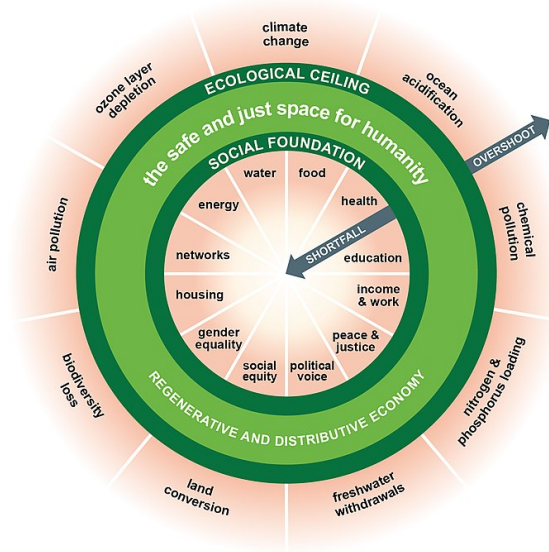 climate
change
ocean
acidification
chemical
pollution
nitrogen &
phosphorus loading
freshwater
withdrawals
land
conversion
biodiversity
loss
air pollution
ozone layer
depletion
ECOLOGICAL CEILING
the safe and just space for humanity
SOCIAL FOUNDATION
OVERSHOOT
SHORTFALL
water
food
health
education
income
& work
peace &
justice
political
voice
social
equity
gender
equality
housing
networks
energy
REGENERATIVE AND DISTRIBUTIVE ECONOMY